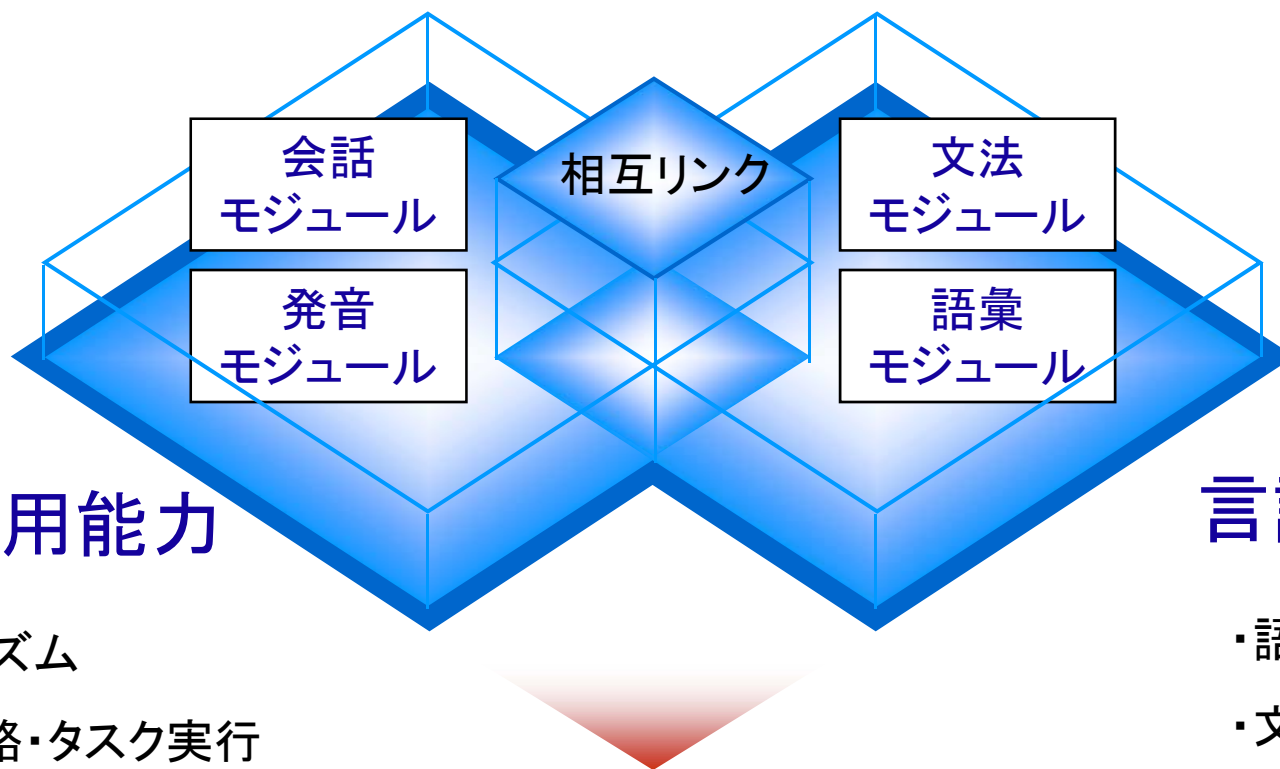 会話
モジュール
相互リンク
文法
モジュール
発音
モジュール
語彙
モジュール
用能力
言
ズム
・語
略・タスク実行
・文